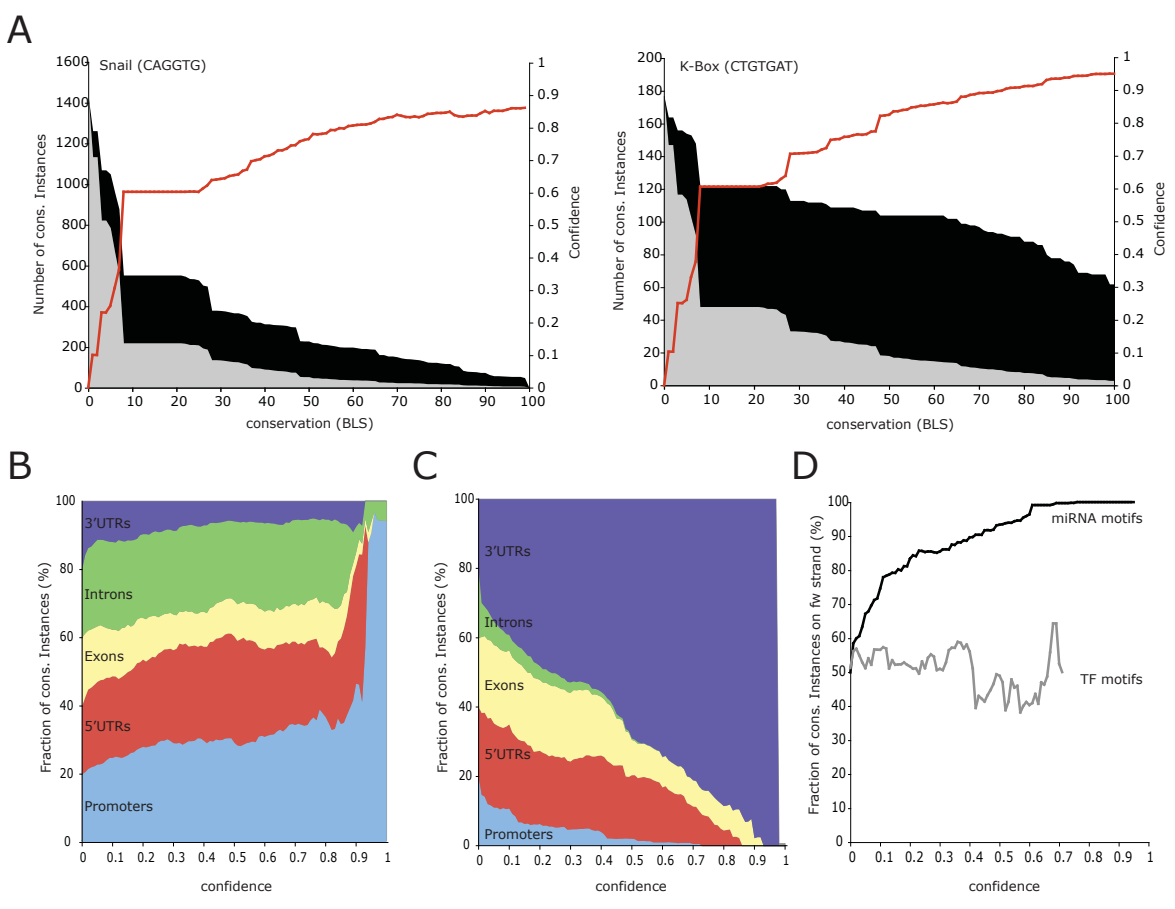 A
Snail (CAGGTG)
1600
1400
1200
1000
800
600
400
200
0
Number of cons. Instances
1
0.9
0.8
0.7
0.6
0.5
0.4
0.3
0.2
0.1
0
Confidence
0 10 20 30 40 50 60 70 80 90 100
conservation (BLS)
K-Box (CTGTGAT)
200
180
160
140
120
100
80
60
40
20
0
Number of cons. Instances
1
0.9
0.8
0.7
0.6
0.5
0.4
0.3
0.2
0.1
0
Confidence
0 10 20 30 40 50 60 70 80 90 100
conservation (BLS)
B
100
80
60
40
20
0
Fraction of cons. Instances (%)
3'UTRs
Introns
Exons
5'UTRs
Promoters
0 0.1 0.2 0.3 0.4 0.5 0.6 0.7 0.8 0.9 1
confidence
C
100
80
60
40
20
0
Fraction of cons. Instances (%)
3'UTRs
Introns
Exons
5'UTRs
Promoters
0 0.1 0.2 0.3 0.4 0.5 0.6 0.7 0.8 0.9 1
confidence
D
100
90
80
70
60
50
40
30
20
10
0
Fraction of cons. Instances on fw strand (%)
miRNA motifs
TF motifs
0 0.1 0.2 0.3 0.4 0.5 0.6 0.7 0.8 0.9 1
confidence